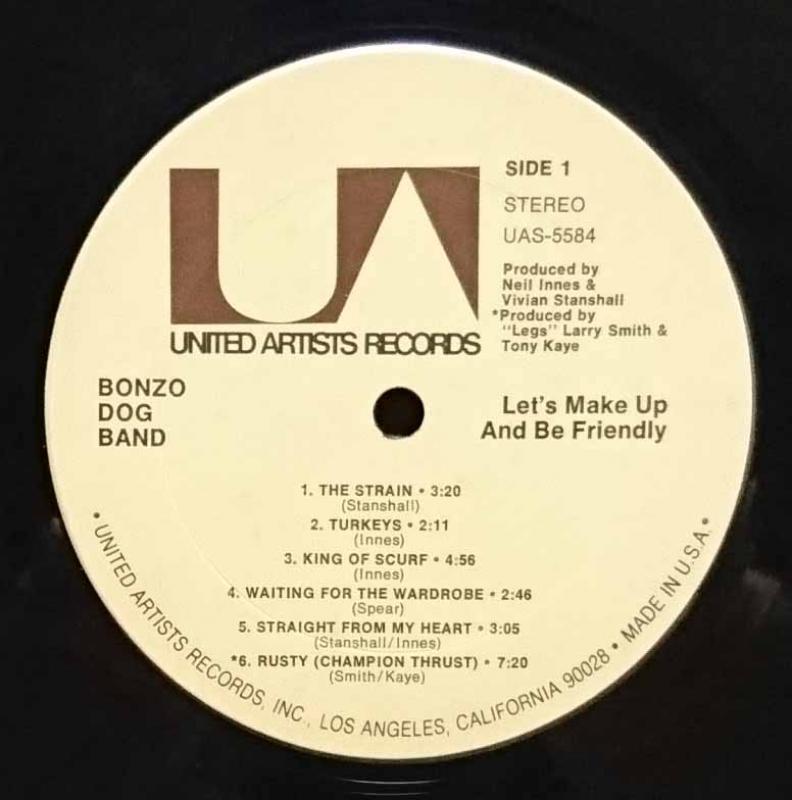 UA
UNITED ARTISTS RECORDS
SIDE 1
STEREO
UAS-5584
Produced by
Neil Innes &
Vivian Stanshall
*Produced by
"Legs" Larry Smith &
Tony Kaye
BONZO
DOG
BAND
Let's Make Up
And Be Friendly
1. THE STRAIN • 3:20
(Stanshall)
2. TURKEYS • 2:11
(Innes)
3. KING OF SCURF • 4:56
(Innes)
4. WAITING FOR THE WARDROBE • 2:46
(Spear)
5. STRAIGHT FROM MY HEART • 3:05
(Stanshall/Innes)
*6. RUSTY (CHAMPION THRUST) • 7:20
(Smith/Kaye)
• UNITED ARTISTS RECORDS, INC., LOS ANGELES, CALIFORNIA 90028 • MADE IN U.S.A. •